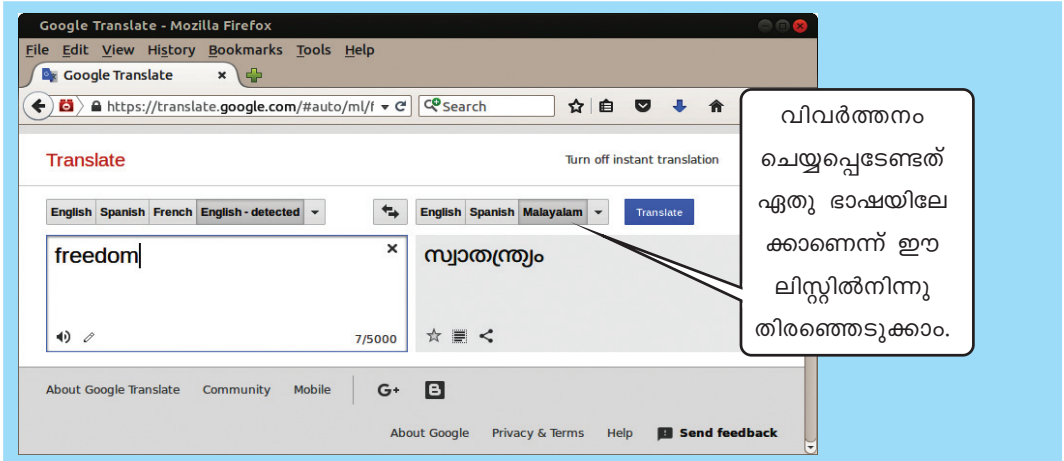 Google Translate - Mozilla Firefox
File Edit View History Bookmarks Tools Help
Google Translate
https://translate.google.com/#auto/ml/f
Search
Translate
Turn off instant translation
English Spanish French English - detected
English Spanish Malayalam
Translate
freedom
സ്വാതന്ത്ര്യം
7/5000
About Google Translate Community Mobile G+ B
About Google Privacy & Terms Help Send feedback
വിവർത്തനം
ചെയ്യപ്പെടേണ്ടത്
ഏതു ഭാഷയിലേ
ക്കാണെന്ന് ഈ
ലിസ്റ്റിൽനിന്നു
തിരഞ്ഞെടുക്കാം.